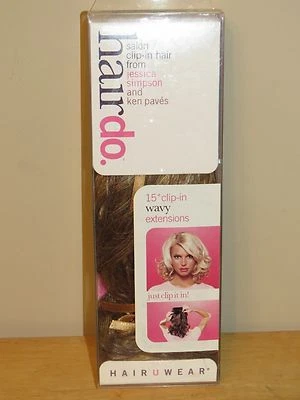 hairdo.
salon
clip-in hair
from
jessica
simpson
and
ken pavés
15" clip-in
wavy
extensions
just clip it in!
HAIRUWEAR®